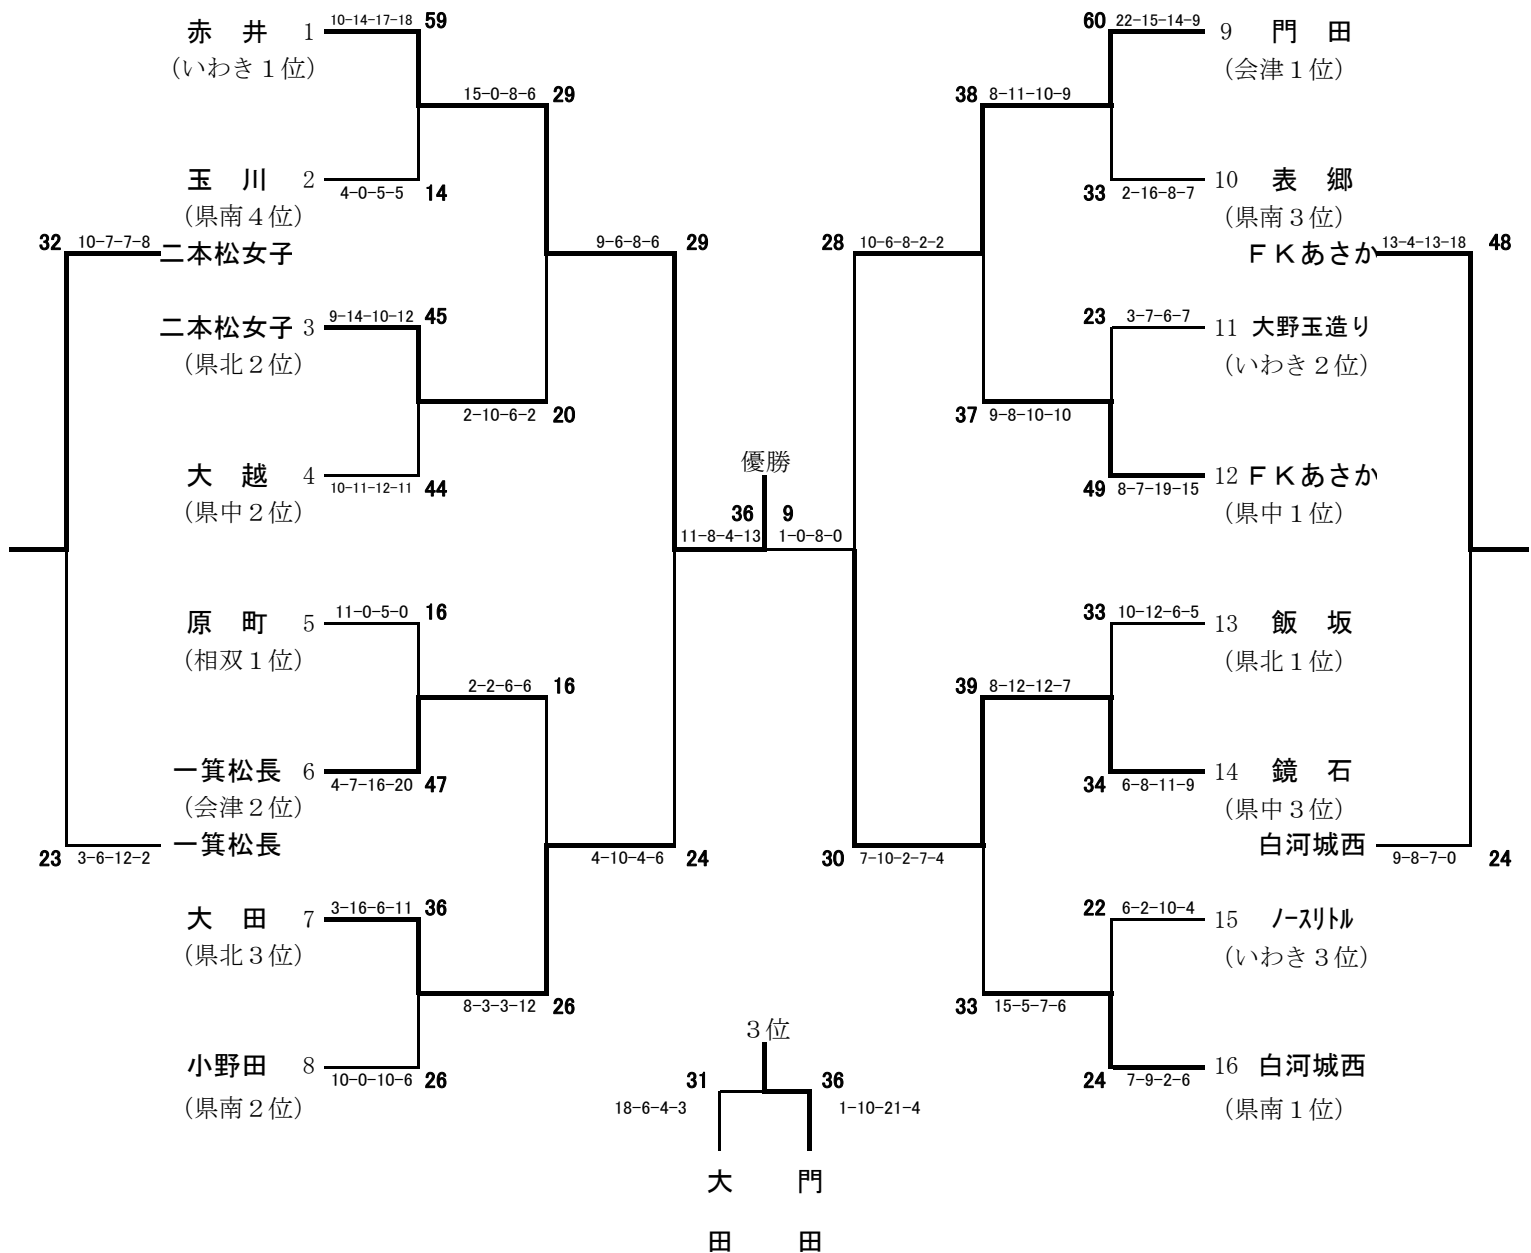 赤　井 1 10-14-17-18 59
(いわき１位)
15-0-8-6 29
玉　川 2 4-0-5-5 14
(県南４位)
32 10-7-7-8 二本松女子
9-6-8-6 29
二本松女子 3 9-14-10-12 45
(県北２位)
2-10-6-2 20
大　越 4 10-11-12-11 44
(県中２位)
原　町 5 11-0-5-0 16
(相双１位)
2-2-6-6 16
一箕松長 6 4-7-16-20 47
(会津２位)
23 3-6-12-2 一箕松長
4-10-4-6 24
大　田 7 3-16-6-11 36
(県北３位)
8-3-3-12 26
小野田 8 10-0-10-6 26
(県南２位)
優勝
36 9
11-8-4-13 1-0-8-0
60 22-15-14-9 9 門　田
(会津１位)
38 8-11-10-9
33 2-16-8-7 10 表　郷
(県南３位)
28 10-6-8-2-2
ＦＫあさか 13-4-13-18 48
23 3-7-6-7 11 大野玉造り
(いわき２位)
37 9-8-10-10
49 8-7-19-15 12 ＦＫあさか
(県中１位)
33 10-12-6-5 13 飯　坂
(県北１位)
39 8-12-12-7
34 6-8-11-9 14 鏡　石
(県中３位)
30 7-10-2-7-4
白河城西 9-8-7-0 24
22 6-2-10-4 15 ﾉｰｽﾘﾄﾙ
(いわき３位)
33 15-5-7-6
24 7-9-2-6 16 白河城西
(県南１位)
３位
31 36
18-6-4-3 1-10-21-4
大田 門田